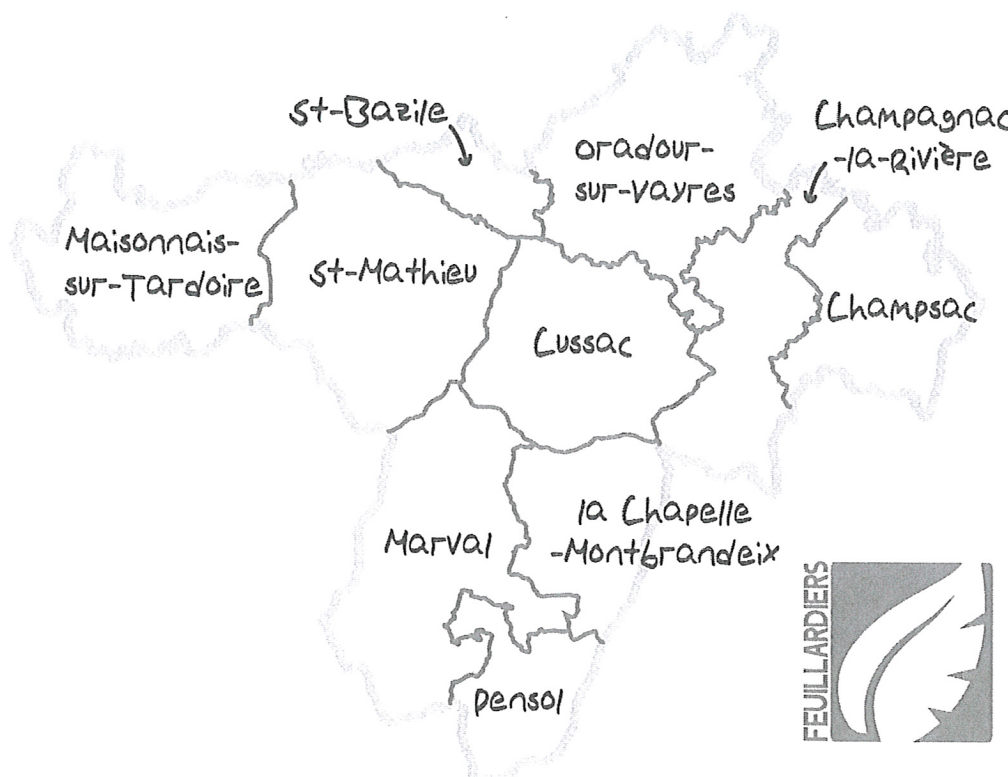 St-Bazile
Oradour-
sur-Vayres
Champagnac
-la-Rivière
Maisonnais-
sur-Tardoire
St-Mathieu
Cussac
Champsac
Marval
la Chapelle
-Montbrandeix
Pensol
FEUILLARDIERS